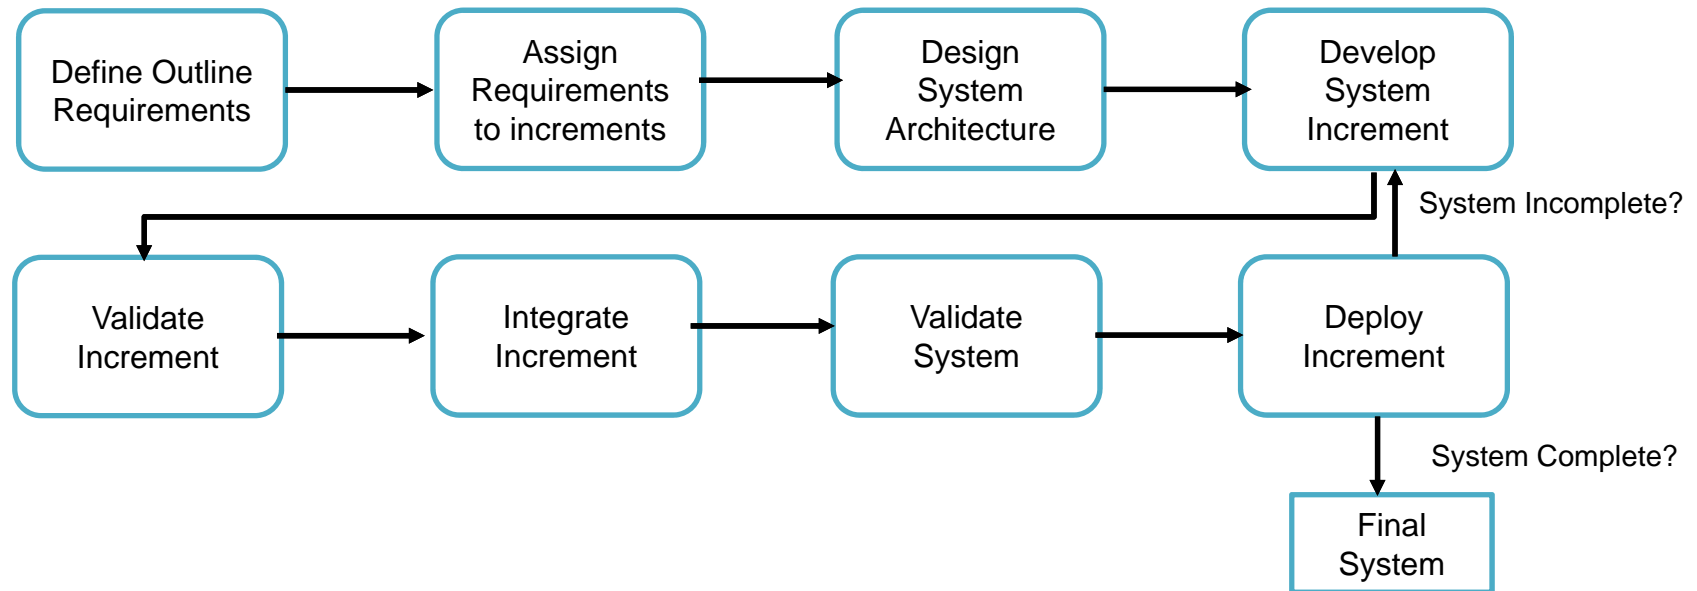 Define Outline
Requirements
Assign
Requirements
to increments
Design
System
Architecture
Develop
System
Increment
System Incomplete?
Validate
Increment
Integrate
Increment
Validate
System
Deploy
Increment
System Complete?
Final
System